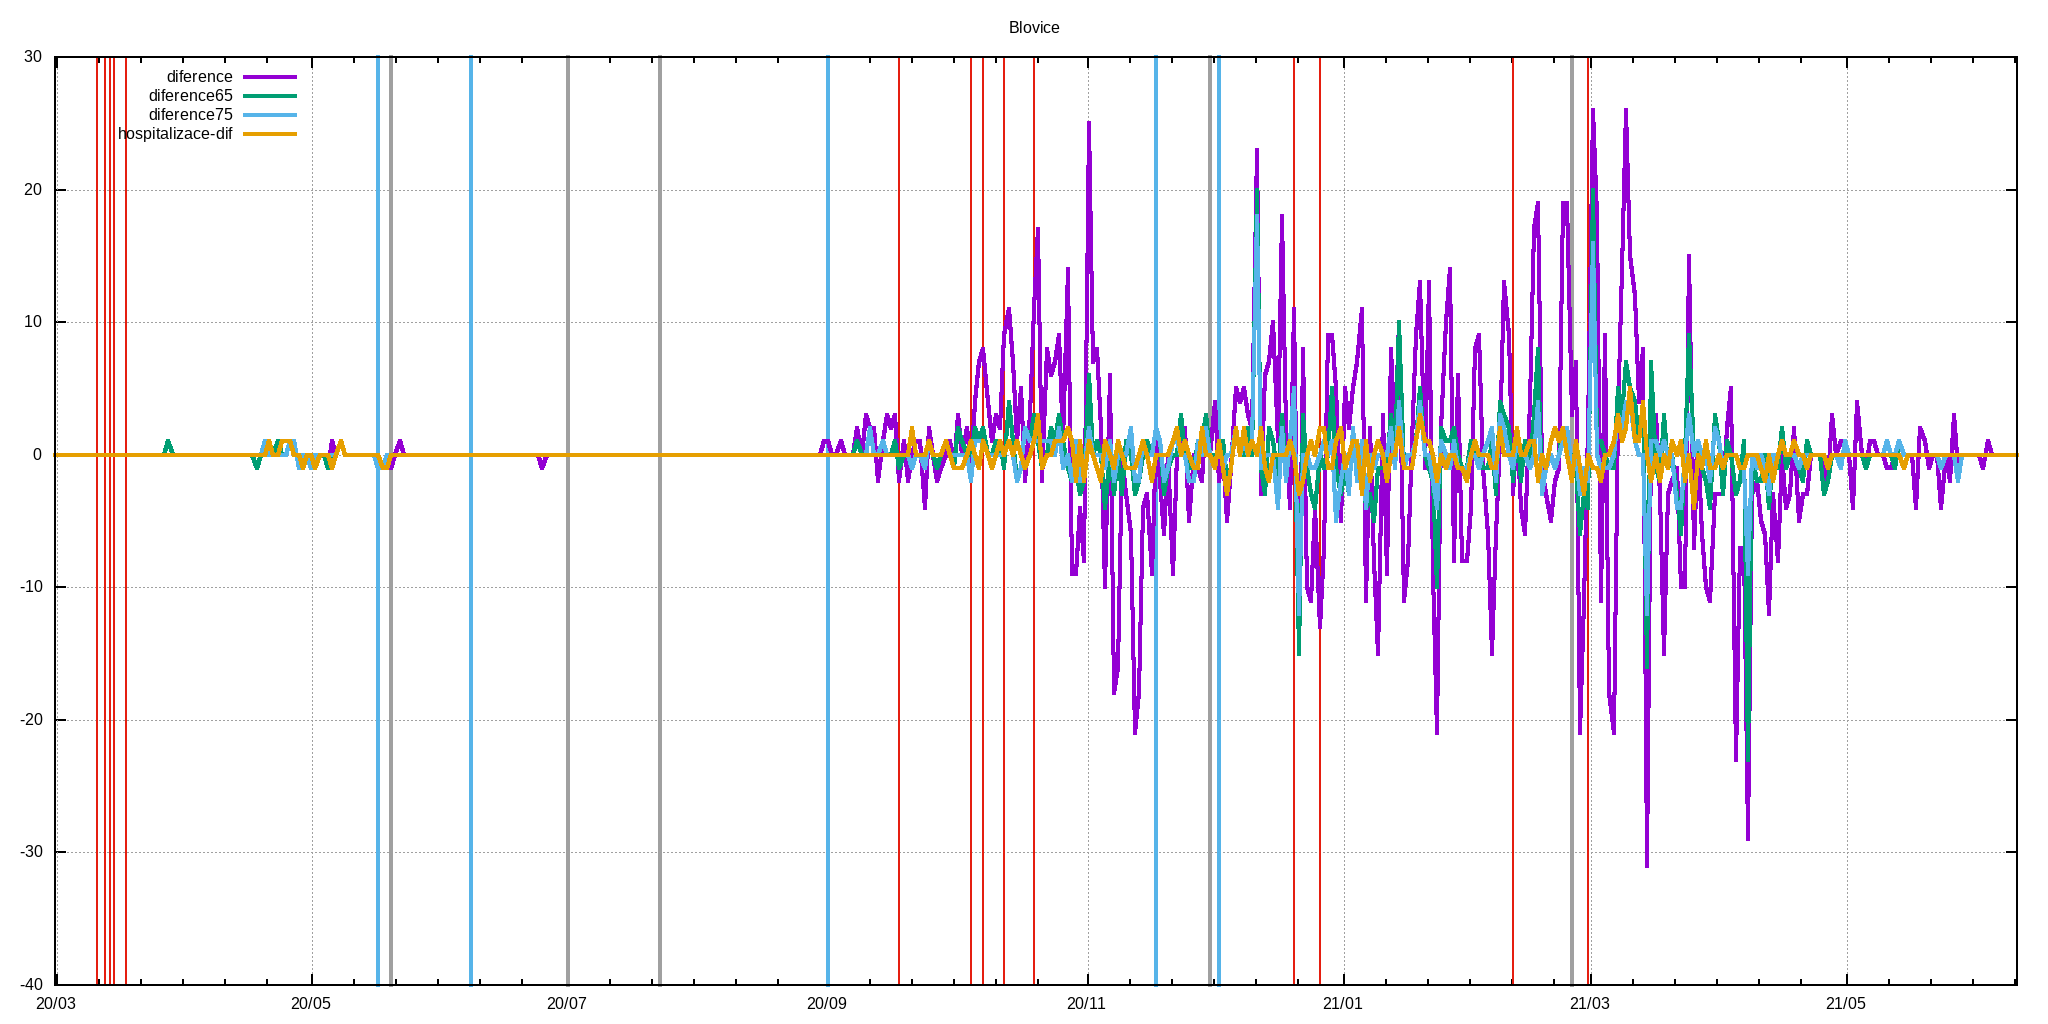 Blovice
30
20
10
0
-10
-20
-30
-40
diference
diference65
diference75
hospitalizace-dif
20/03 20/05 20/07 20/09 20/11 21/01 21/03 21/05